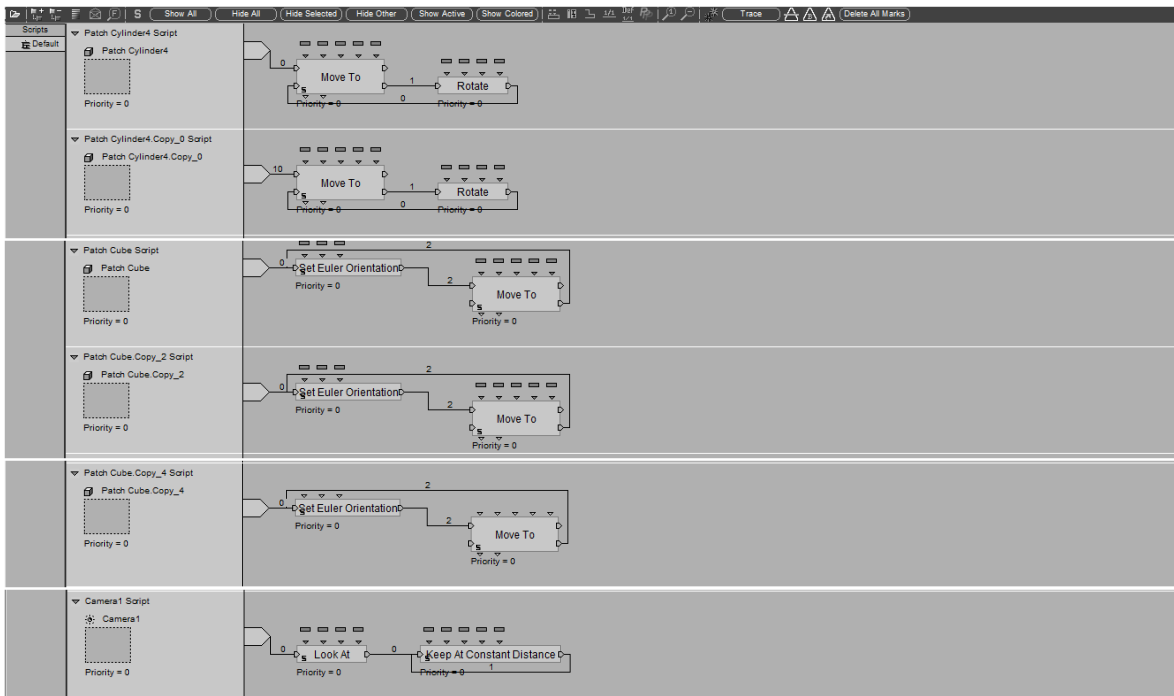 S Show All Hide All Hide Selected Hide Other Show Active Show Colored Def 1/1 Trace Delete All Marks
Scripts
Default
Patch Cylinder4 Script
Patch Cylinder4
Priority = 0
0
Move To
S
Priority = 0
1
0
Rotate
Priority = 0
Patch Cylinder4.Copy_0 Script
Patch Cylinder4.Copy_0
Priority = 0
10
Move To
S
Priority = 0
1
0
Rotate
Priority = 0
Patch Cube Script
Patch Cube
Priority = 0
0
Set Euler Orientation
S
Priority = 0
2
2
Move To
S
Priority = 0
Patch Cube.Copy_2 Script
Patch Cube.Copy_2
Priority = 0
0
Set Euler Orientation
S
Priority = 0
2
2
Move To
S
Priority = 0
Patch Cube.Copy_4 Script
Patch Cube.Copy_4
Priority = 0
0
Set Euler Orientation
S
Priority = 0
2
2
Move To
S
Priority = 0
Camera1 Script
Camera1
Priority = 0
0
Look At
S
Priority = 0
0
Keep At Constant Distance
S
Priority = 0
1